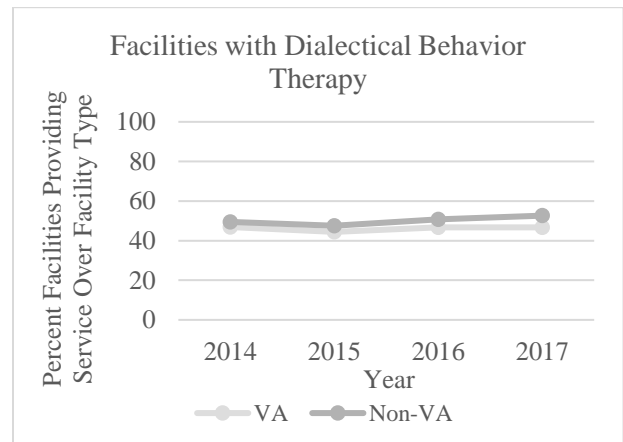 Facilities with Dialectical Behavior
Therapy
Percent Facilities Providing
Service Over Facility Type
100
80
60
40
20
0
2014 2015 2016 2017
Year
VA Non-VA